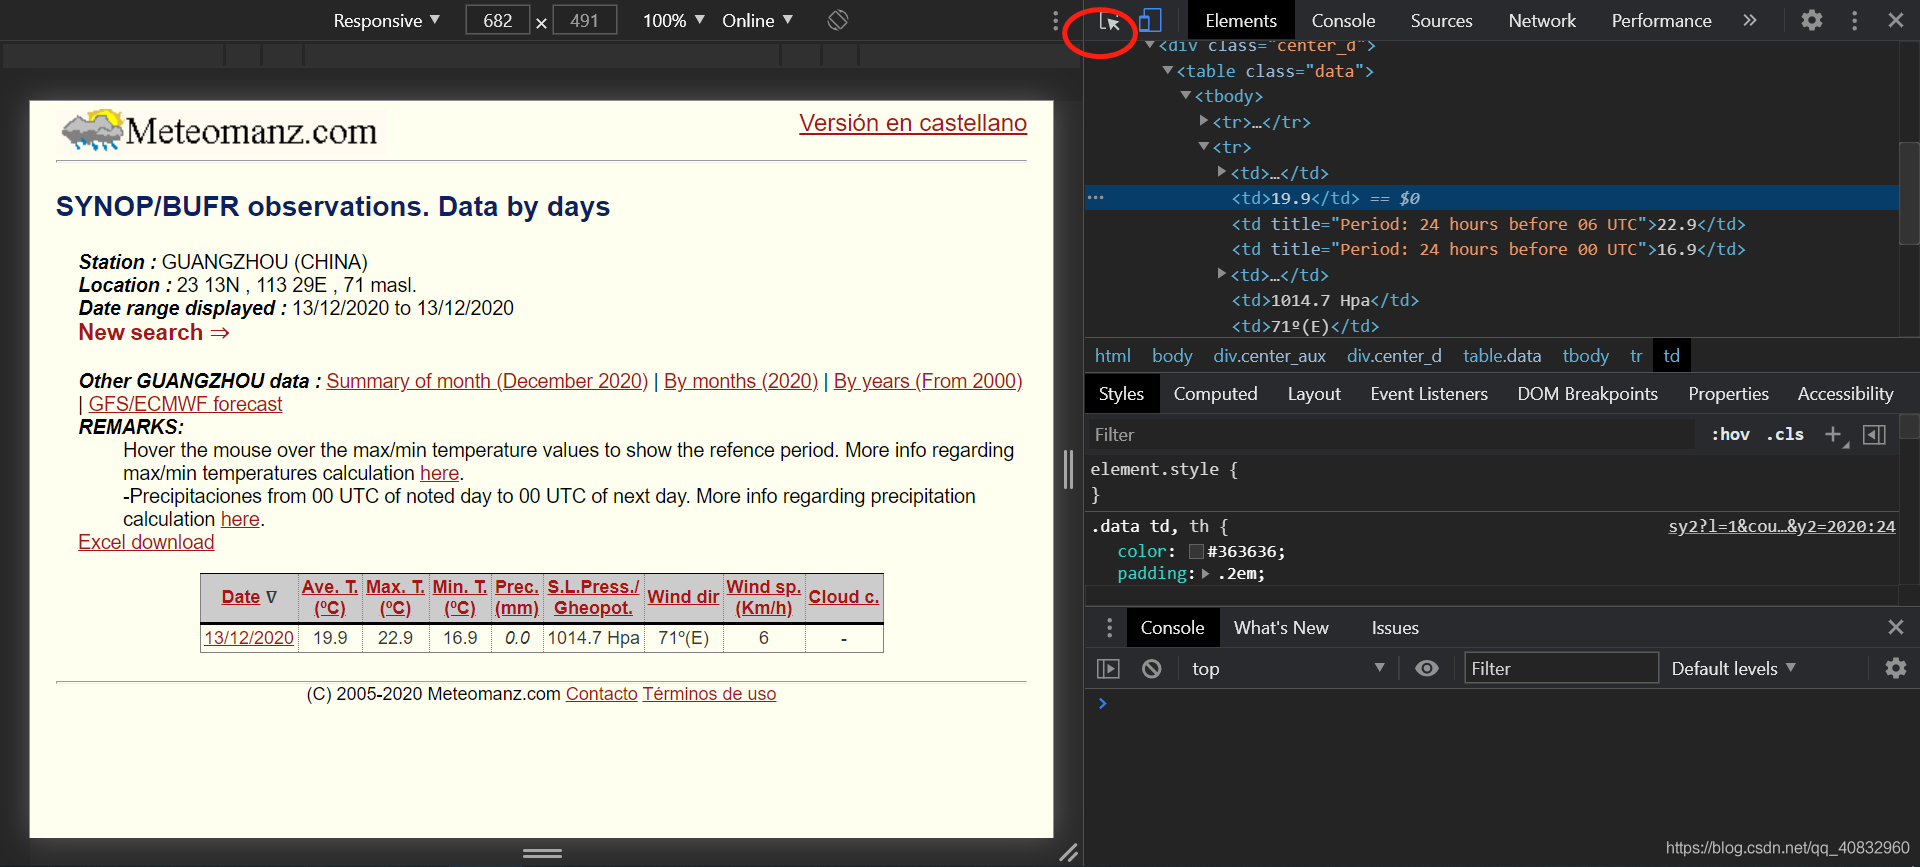 Responsive ▼ 682 × 491 100% ▼ Online ▼
Meteomanz.com
Versión en castellano
SYNOP/BUFR observations. Data by days
Station : GUANGZHOU (CHINA)
Location : 23 13N , 113 29E , 71 masl.
Date range displayed : 13/12/2020 to 13/12/2020
New search ⇒
Other GUANGZHOU data : Summary of month (December 2020) | By months (2020) | By years (From 2000)
| GFS/ECMWF forecast
REMARKS:
Hover the mouse over the max/min temperature values to show the refence period. More info regarding
max/min temperatures calculation here.
-Precipitaciones from 00 UTC of noted day to 00 UTC of next day. More info regarding precipitation
calculation here.
Excel download
Date ∇ Ave. T. (ºC) Max. T. (ºC) Min. T. (ºC) Prec. (mm) S.L.Press./ Gheopot. Wind dir Wind sp. (Km/h) Cloud c.
13/12/2020 19.9 22.9 16.9 0.0 1014.7 Hpa 71º(E) 6 -
(C) 2005-2020 Meteomanz.com Contacto Términos de uso
Elements Console Sources Network Performance »
▼<div class="center_d">
▼<table class="data">
▼<tbody>
▶<tr>…</tr>
▼<tr>
▶<td>…</td>
<td>19.9</td> == $0
<td title="Period: 24 hours before 06 UTC">22.9</td>
<td title="Period: 24 hours before 00 UTC">16.9</td>
▶<td>…</td>
<td>1014.7 Hpa</td>
<td>71º(E)</td>
html body div.center_aux div.center_d table.data tbody tr td
Styles Computed Layout Event Listeners DOM Breakpoints Properties Accessibility
Filter :hov .cls +
element.style {
}
.data td, th { sy2?l=1&cou…&y2=2020:24
color: #363636;
padding: ▶ .2em;
Console What's New Issues
top ▼ Filter Default levels ▼
>
https://blog.csdn.net/qq_40832960